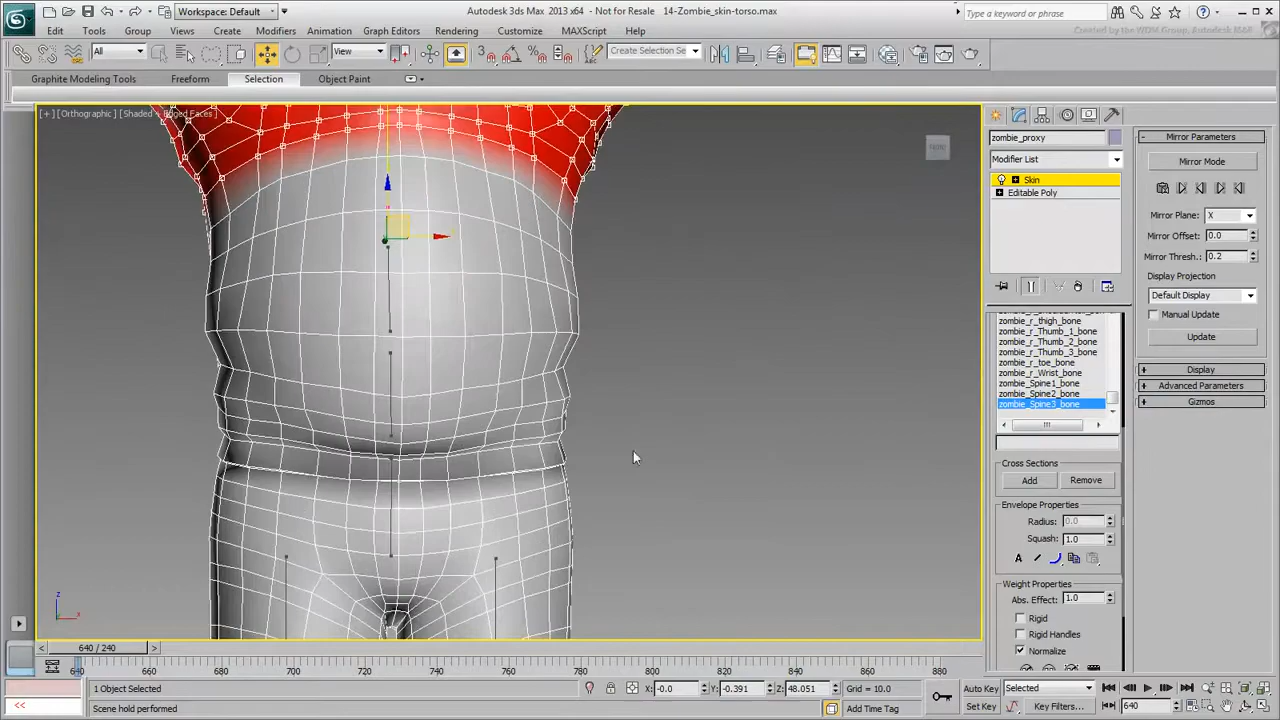 Workspace: Default
Autodesk 3ds Max 2013 x64 - Not for Resale 14-Zombie_skin-torso.max
Type a keyword or phrase
Edit Tools Group Views Create Modifiers Animation Graph Editors Rendering Customize MAXScript Help
Created by the M&E Group, Autodesk
All View Create Selection Se
Graphite Modeling Tools Freeform Selection Object Paint
[+] [Orthographic] [Shaded + Edged Faces]
zombie_proxy
Modifier List
Skin
Editable Poly
zombie_r_thigh_bone
zombie_r_Thumb_1_bone
zombie_r_Thumb_2_bone
zombie_r_Thumb_3_bone
zombie_r_toe_bone
zombie_r_Wrist_bone
zombie_Spine1_bone
zombie_Spine2_bone
zombie_Spine3_bone
Cross Sections
Add Remove
Envelope Properties
Radius: 0.0
Squash: 1.0
Weight Properties
Abs. Effect: 1.0
Rigid
Rigid Handles
Normalize
Mirror Parameters
Mirror Mode
Mirror Plane: X
Mirror Offset: 0.0
Mirror Thresh.: 0.2
Display Projection
Default Display
Manual Update
Update
Display
Advanced Parameters
Gizmos
z
x
640 / 240
640 660 680 700 720 740 760 780 800 820 840 860 880
1 Object Selected X: -0.0 Y: -0.391 Z: 48.051 Grid = 10.0 Auto Key Selected
Scene hold performed Add Time Tag Set Key Key Filters... 640